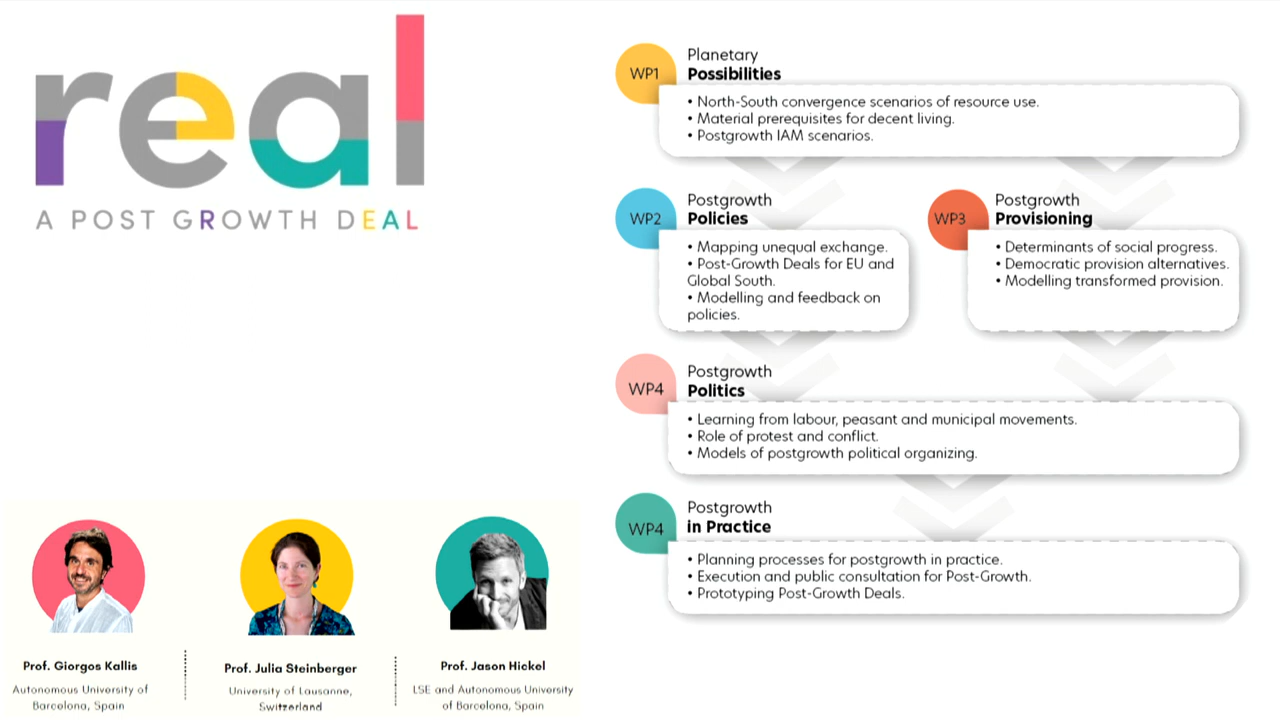 real
A POST GROWTH DEAL
WP1
Planetary
Possibilities
• North-South convergence scenarios of resource use.
• Material prerequisites for decent living.
• Postgrowth IAM scenarios.
WP2
Postgrowth
Policies
• Mapping unequal exchange.
• Post-Growth Deals for EU and
Global South.
• Modelling and feedback on
policies.
WP3
Postgrowth
Provisioning
• Determinants of social progress.
• Democratic provision alternatives.
• Modelling transformed provision.
WP4
Postgrowth
Politics
• Learning from labour, peasant and municipal movements.
• Role of protest and conflict.
• Models of postgrowth political organizing.
WP4
Postgrowth
in Practice
• Planning processes for postgrowth in practice.
• Execution and public consultation for Post-Growth.
• Prototyping Post-Growth Deals.
Prof. Giorgos Kallis
Autonomous University of
Barcelona, Spain
Prof. Julia Steinberger
University of Lausanne,
Switzerland
Prof. Jason Hickel
LSE and Autonomous University
of Barcelona, Spain